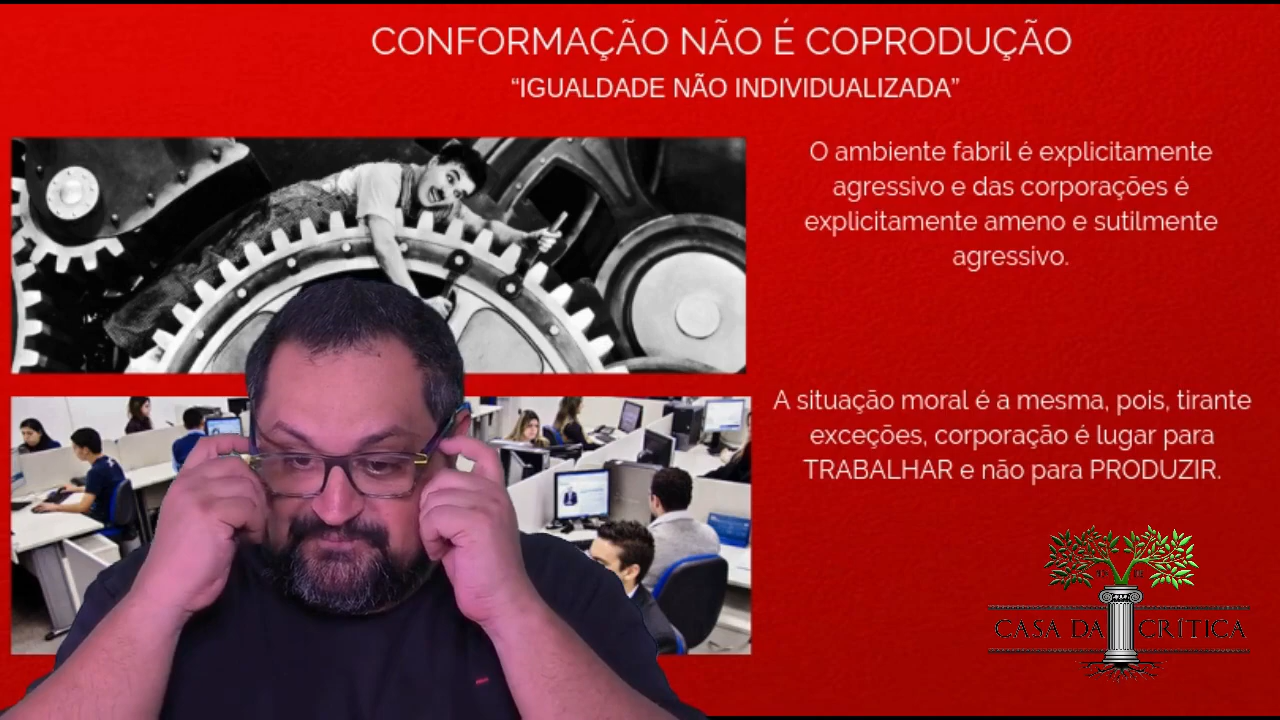 CONFORMAÇÃO NÃO É COPRODUÇÃO
“IGUALDADE NÃO INDIVIDUALIZADA”
O ambiente fabril é explicitamente
agressivo e das corporações é
explicitamente ameno e sutilmente
agressivo.
A situação moral é a mesma, pois, tirante
exceções, corporação é lugar para
TRABALHAR e não para PRODUZIR.
CASA DA CRÍTICA